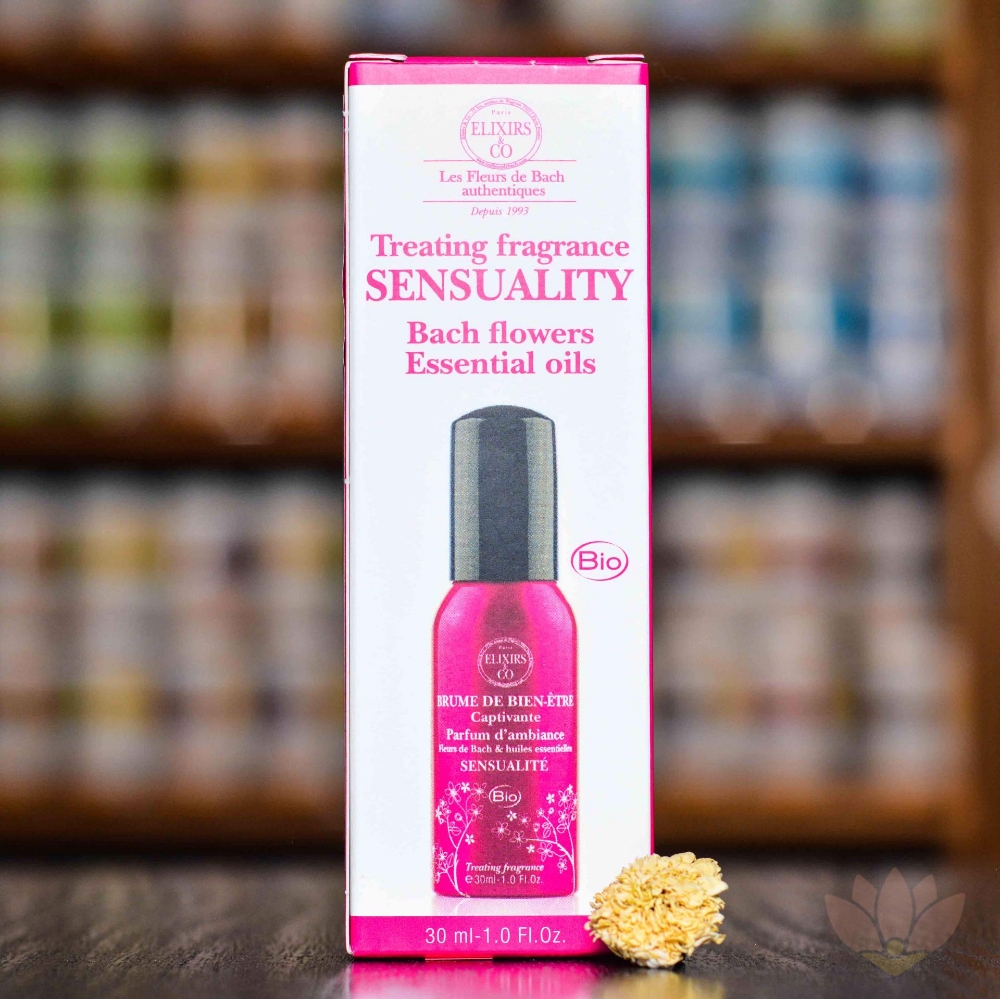 Paris
ELIXIRS
&
CO
Les Fleurs de Bach
authentiques
Depuis 1993
Treating fragrance
SENSUALITY
Bach flowers
Essential oils
Bio
Paris
ELIXIRS
&
CO
BRUME DE BIEN-ÊTRE
Captivante
Parfum d'ambiance
Fleurs de Bach & huiles essentielles
SENSUALITÉ
Bio
Treating fragrance
℮30ml-1.0 Fl.Oz.
30 ml-1.0 Fl.Oz.